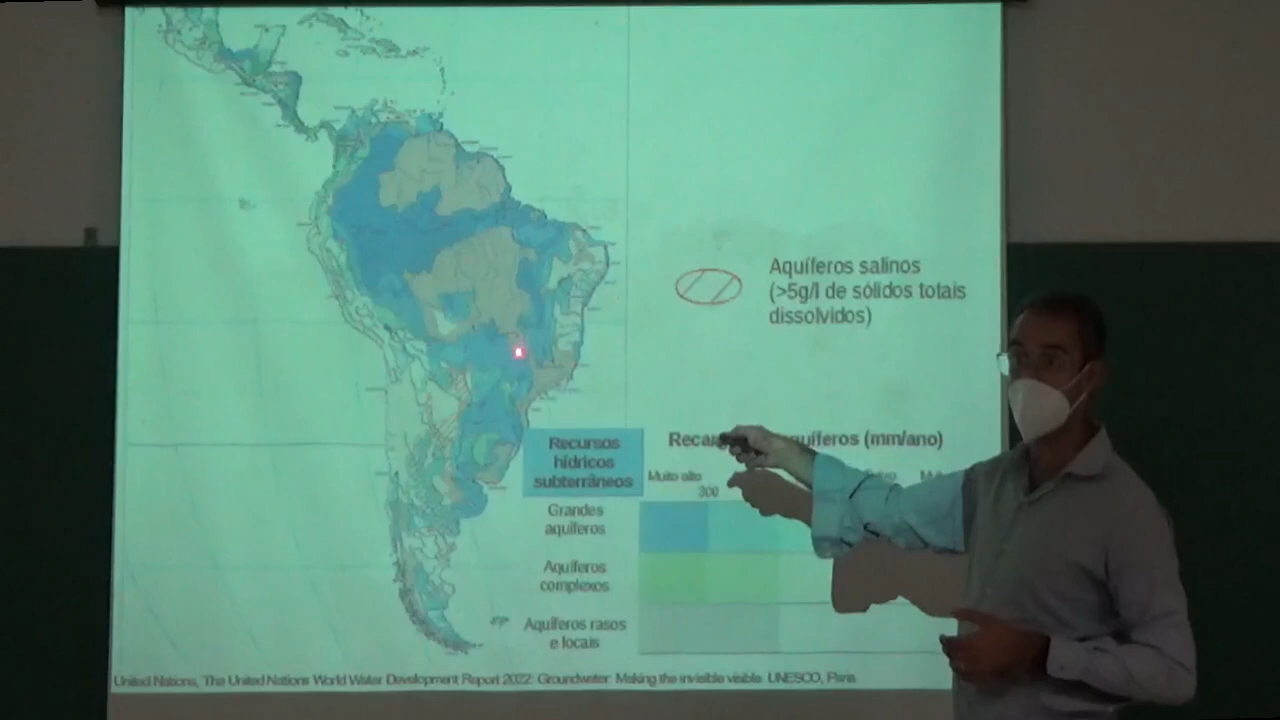 Aquíferos salinos
(>5g/l de sólidos totais
dissolvidos)
Recursos
hídricos
subterrâneos
(mm/ano)
Muito alto
300
Grandes
aquíferos
Aquíferos
complexos
Aquíferos rasos
e locais
United Nations, The United Nations World Water Development Report 2022: Groundwater: Making the invisible visible. UNESCO, Paris.